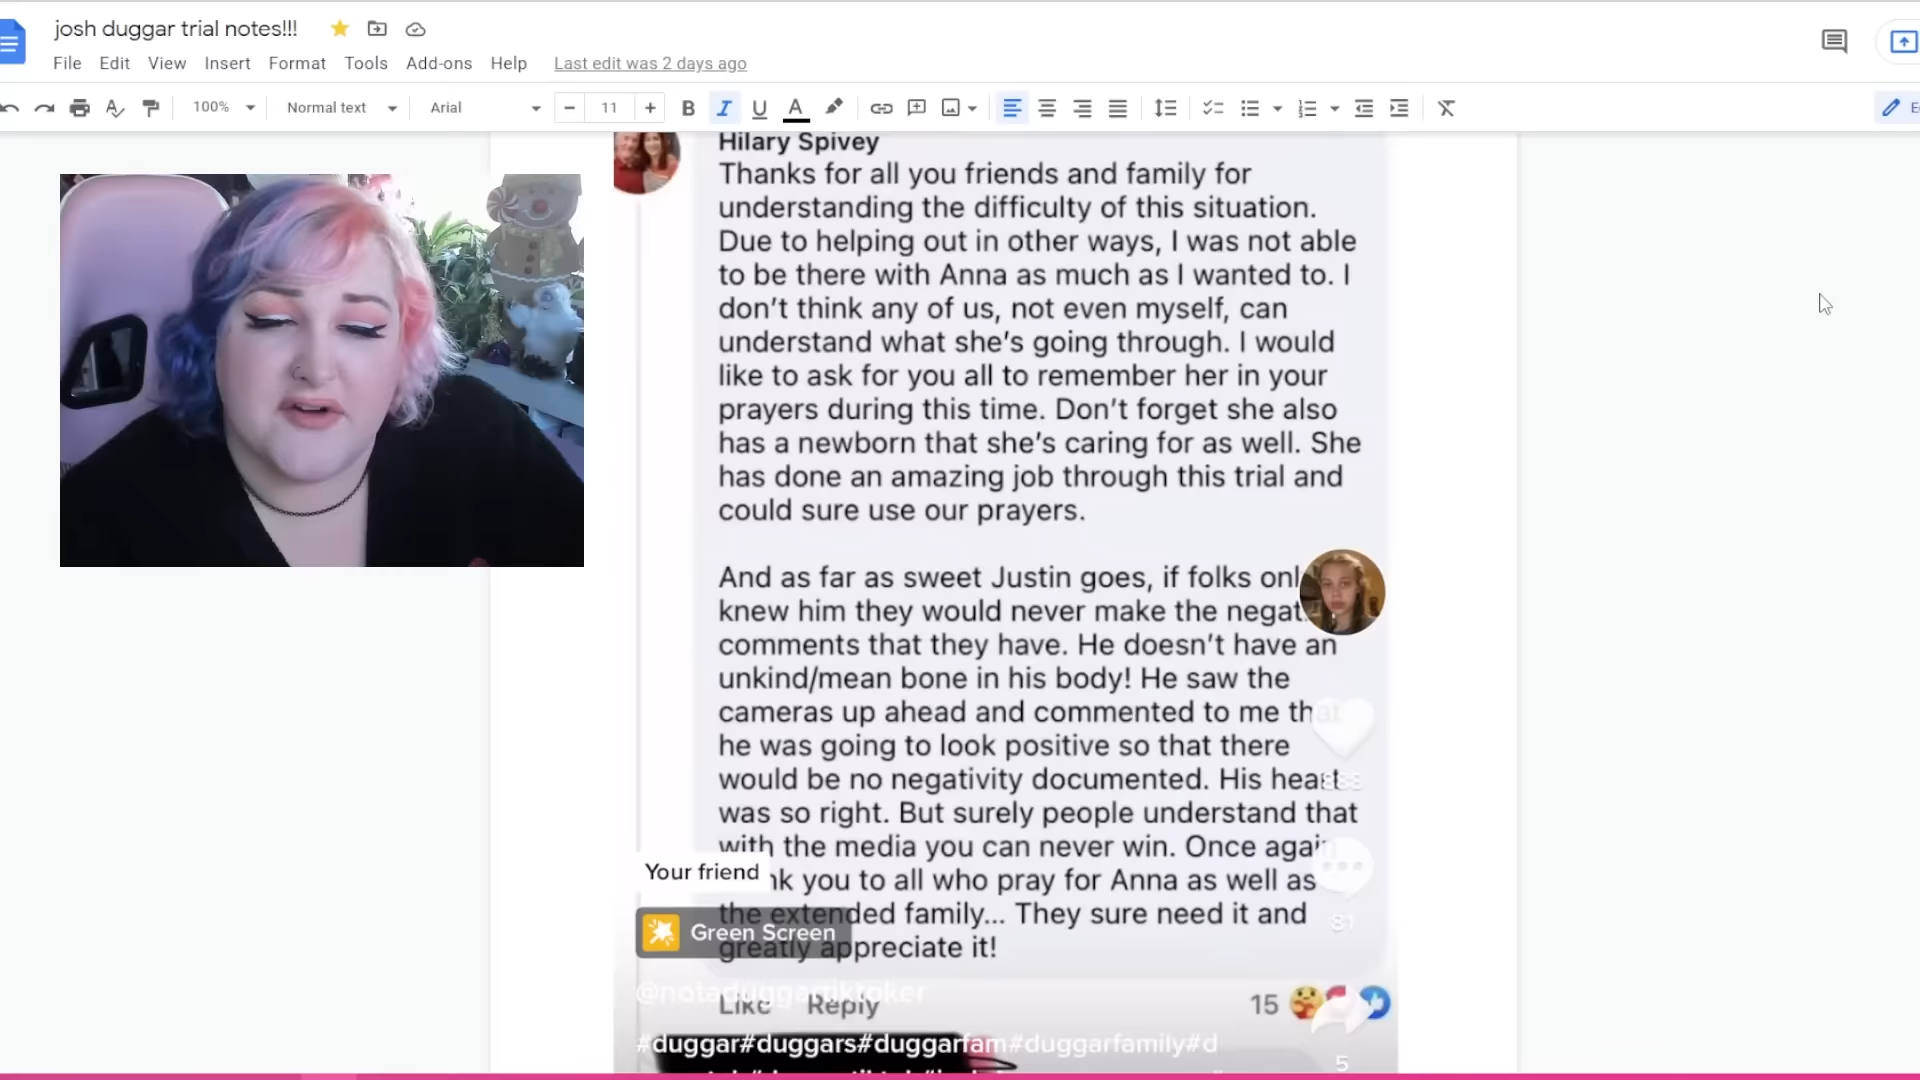 josh duggar trial notes!!!
File Edit View Insert Format Tools Add-ons Help Last edit was 2 days ago
100% Normal text Arial 11 B I U A
Hilary Spivey
Thanks for all you friends and family for
understanding the difficulty of this situation.
Due to helping out in other ways, I was not able
to be there with Anna as much as I wanted to. I
don't think any of us, not even myself, can
understand what she's going through. I would
like to ask for you all to remember her in your
prayers during this time. Don't forget she also
has a newborn that she's caring for as well. She
has done an amazing job through this trial and
could sure use our prayers.
And as far as sweet Justin goes, if folks onl
knew him they would never make the negat
comments that they have. He doesn't have an
unkind/mean bone in his body! He saw the
cameras up ahead and commented to me that
he was going to look positive so that there
would be no negativity documented. His heart
was so right. But surely people understand that
with the media you can never win. Once again
nk you to all who pray for Anna as well as
the extended family... They sure need it and
greatly appreciate it!
Your friend
Green Screen
81
@notaduggartiktoker
Like Reply 15
#duggar#duggars#duggarfam#duggarfamily#d
5